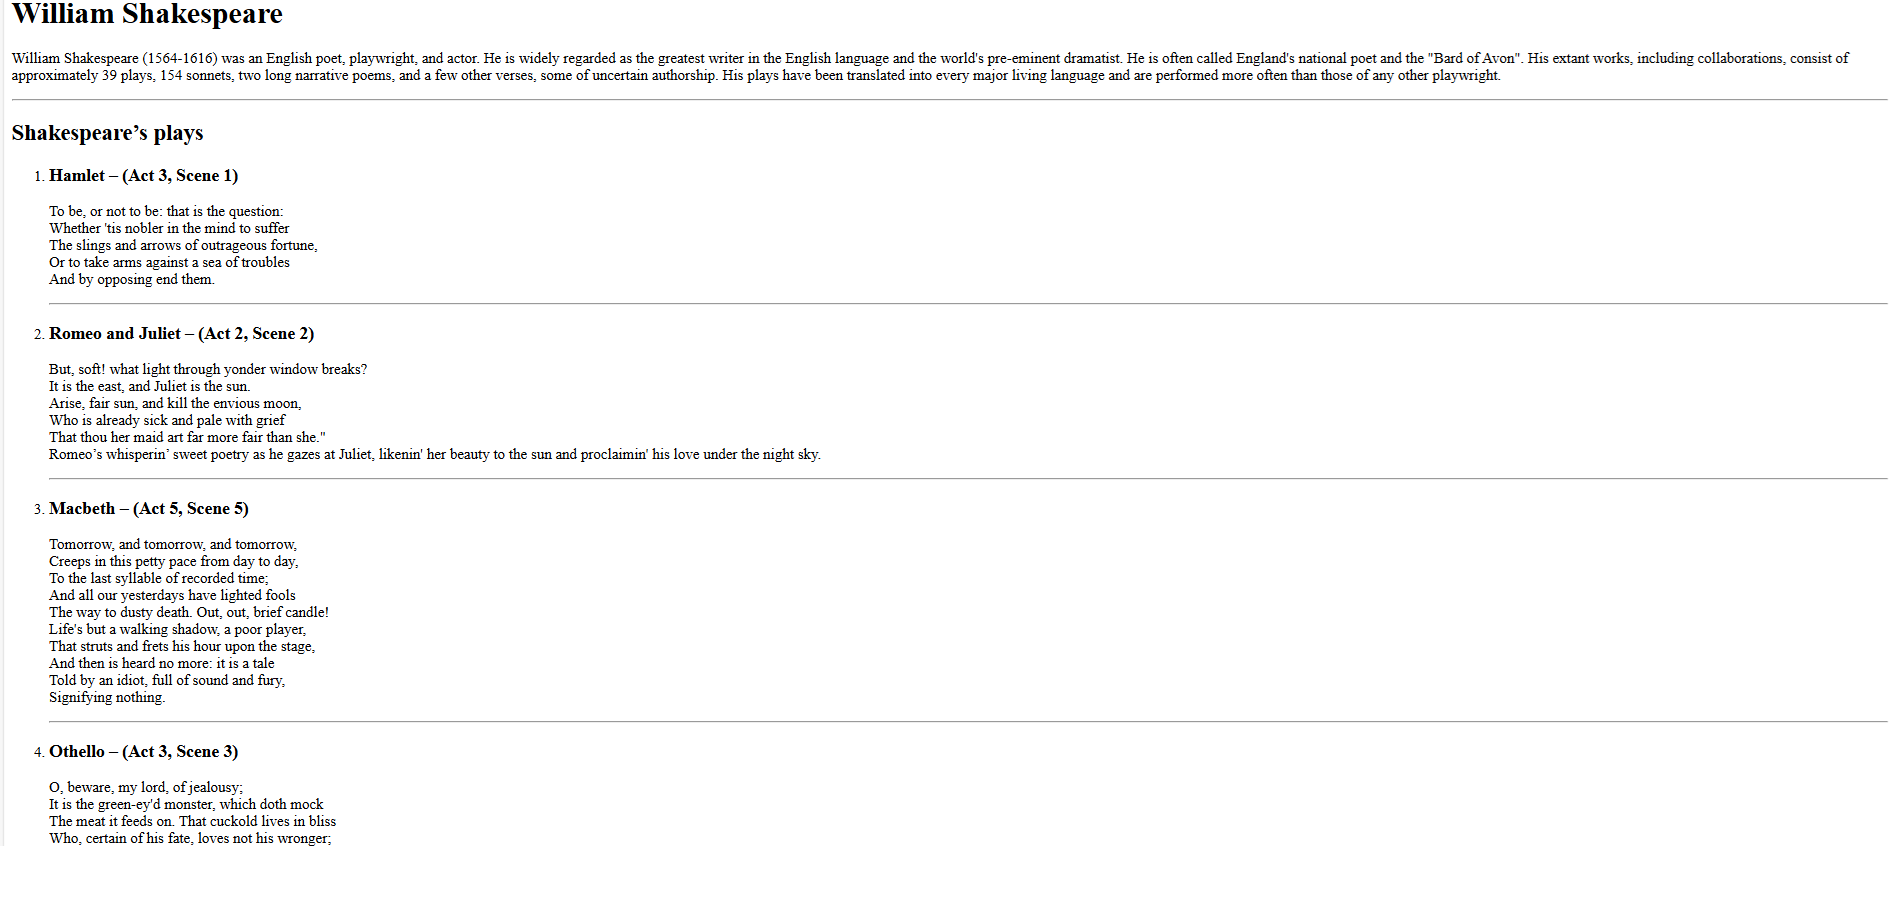 William Shakespeare
William Shakespeare (1564-1616) was an English poet, playwright, and actor. He is widely regarded as the greatest writer in the English language and the world's pre-eminent dramatist. He is often called England's national poet and the "Bard of Avon". His extant works, including collaborations, consist of
approximately 39 plays, 154 sonnets, two long narrative poems, and a few other verses, some of uncertain authorship. His plays have been translated into every major living language and are performed more often than those of any other playwright.
Shakespeare’s plays
1. Hamlet – (Act 3, Scene 1)
To be, or not to be: that is the question:
Whether 'tis nobler in the mind to suffer
The slings and arrows of outrageous fortune,
Or to take arms against a sea of troubles
And by opposing end them.
2. Romeo and Juliet – (Act 2, Scene 2)
But, soft! what light through yonder window breaks?
It is the east, and Juliet is the sun.
Arise, fair sun, and kill the envious moon,
Who is already sick and pale with grief
That thou her maid art far more fair than she."
Romeo’s whisperin’ sweet poetry as he gazes at Juliet, likenin' her beauty to the sun and proclaimin' his love under the night sky.
3. Macbeth – (Act 5, Scene 5)
Tomorrow, and tomorrow, and tomorrow,
Creeps in this petty pace from day to day,
To the last syllable of recorded time;
And all our yesterdays have lighted fools
The way to dusty death. Out, out, brief candle!
Life's but a walking shadow, a poor player,
That struts and frets his hour upon the stage,
And then is heard no more: it is a tale
Told by an idiot, full of sound and fury,
Signifying nothing.
4. Othello – (Act 3, Scene 3)
O, beware, my lord, of jealousy;
It is the green-ey'd monster, which doth mock
The meat it feeds on. That cuckold lives in bliss
Who, certain of his fate, loves not his wronger;